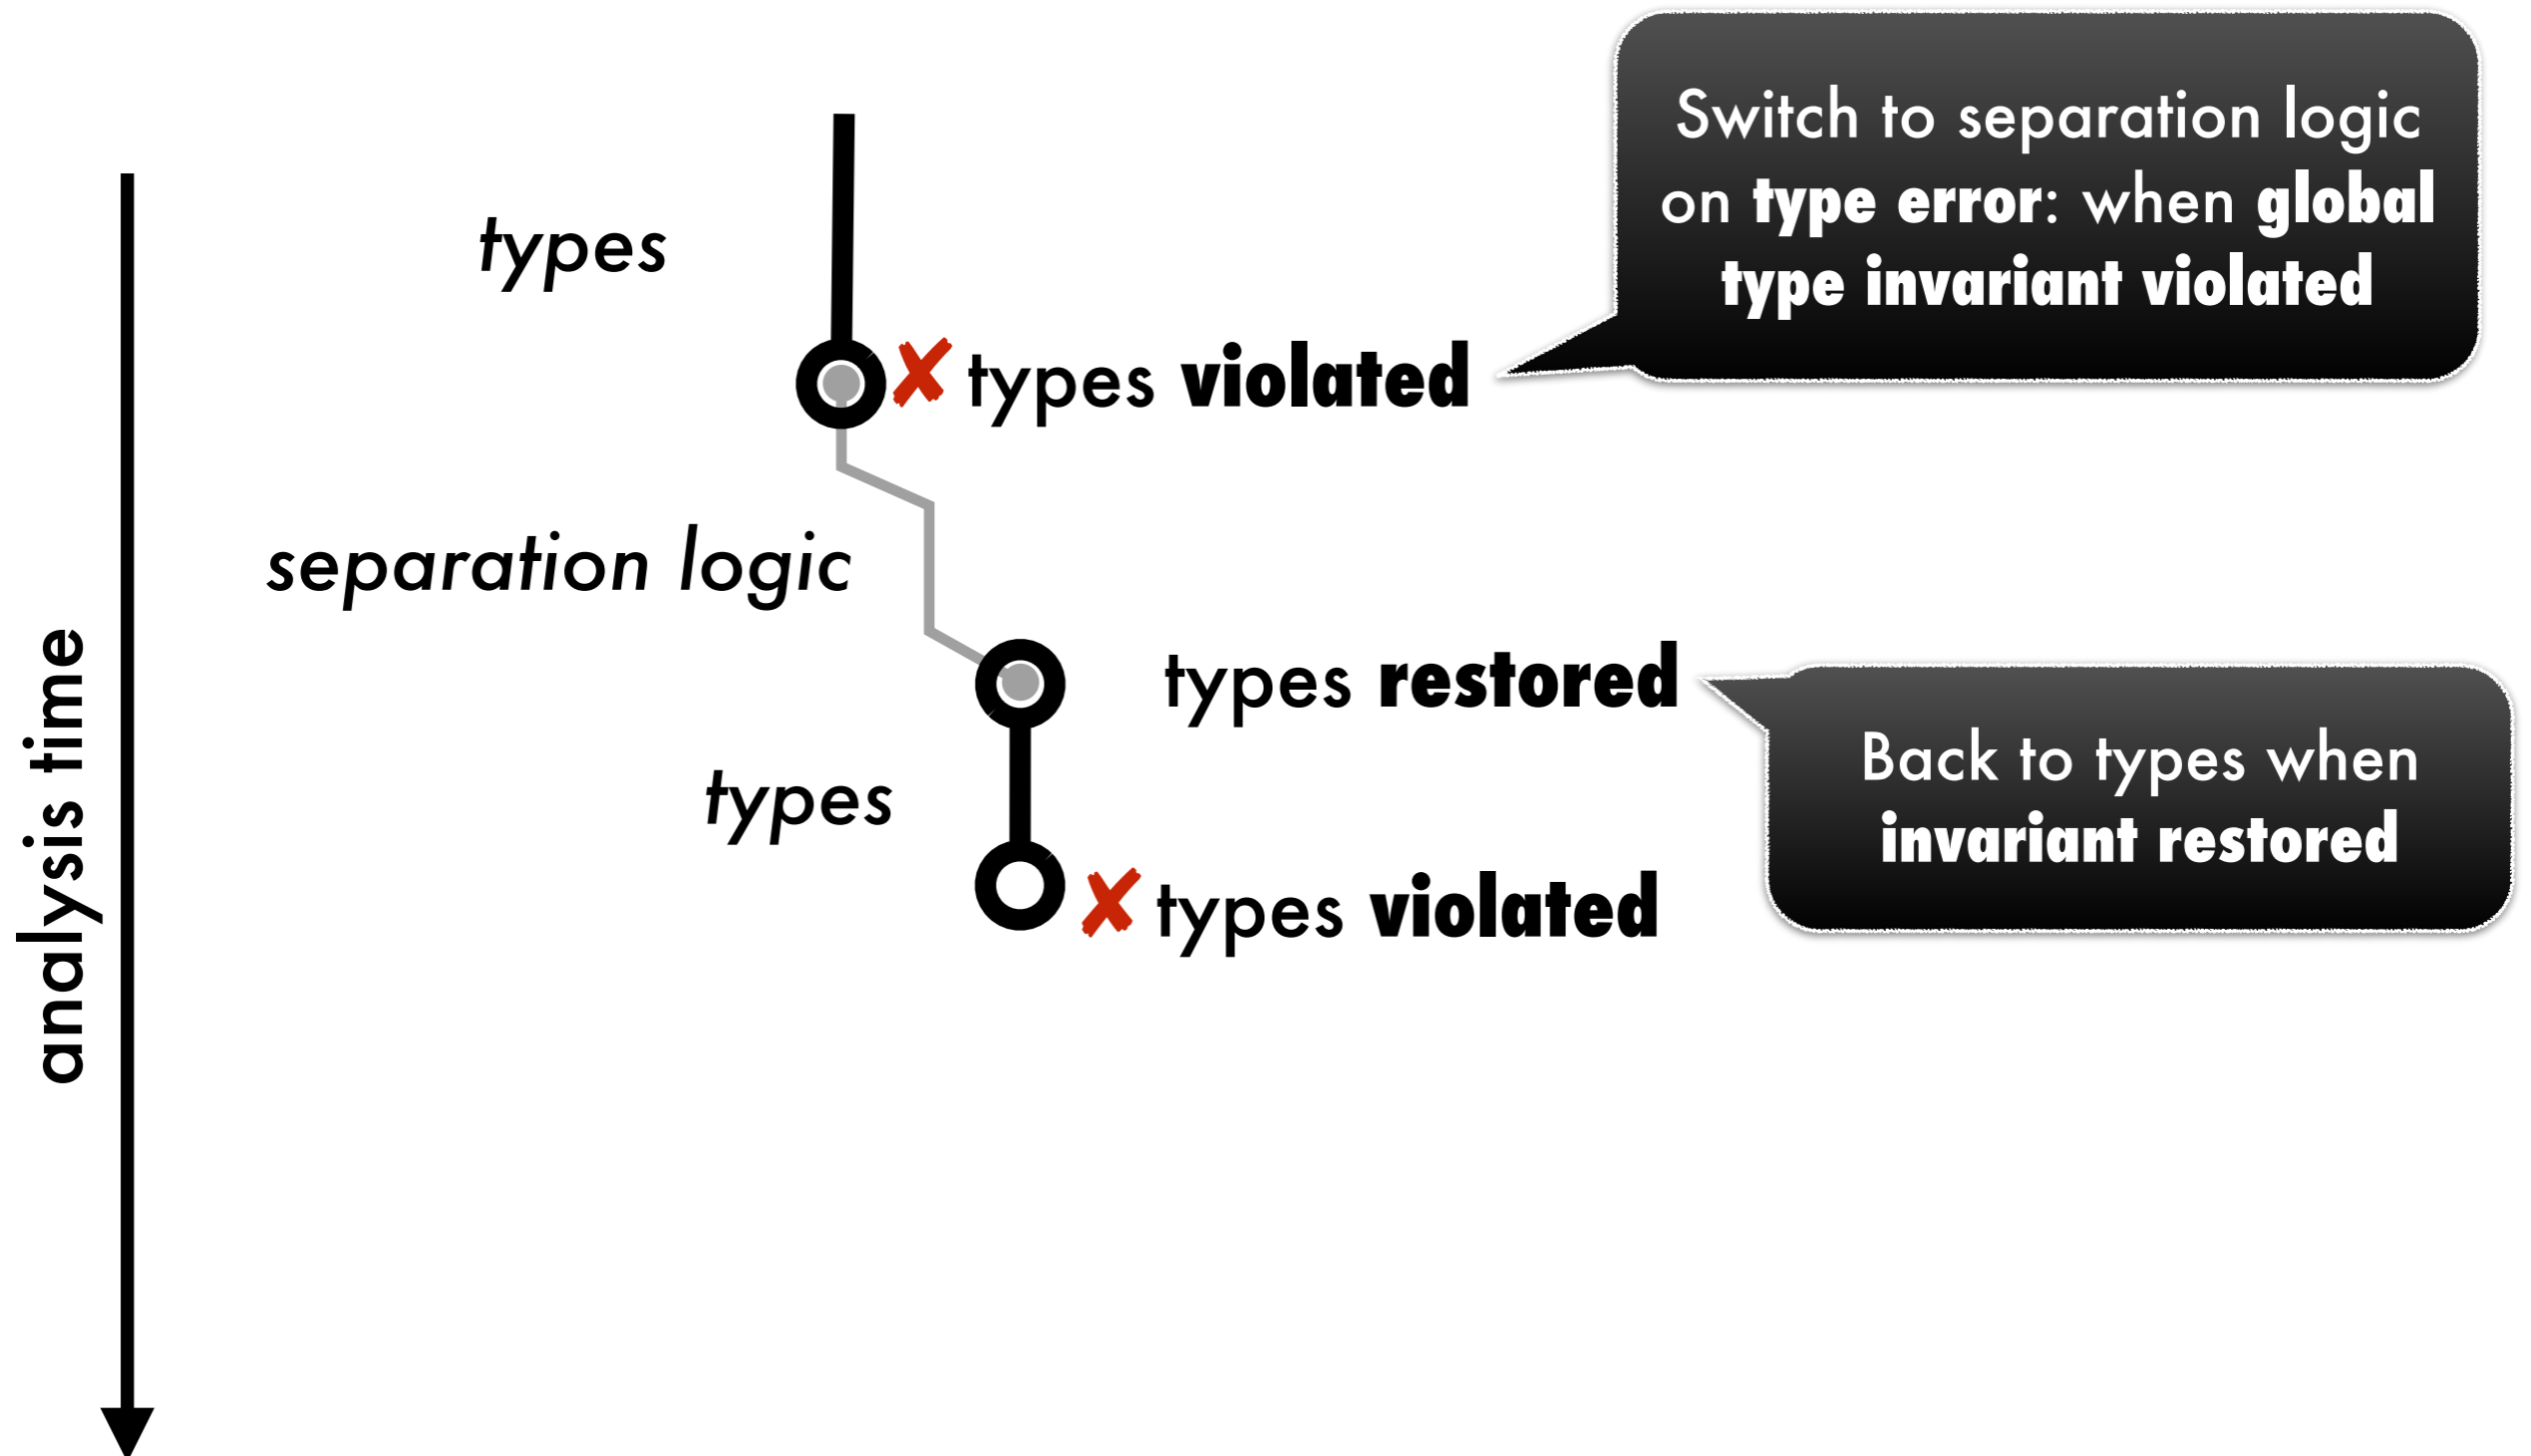 Switch to separation logic
on type error: when global
type invariant violated
types
types violated
separation logic
types restored
Back to types when
invariant restored
types
types violated
analysis time